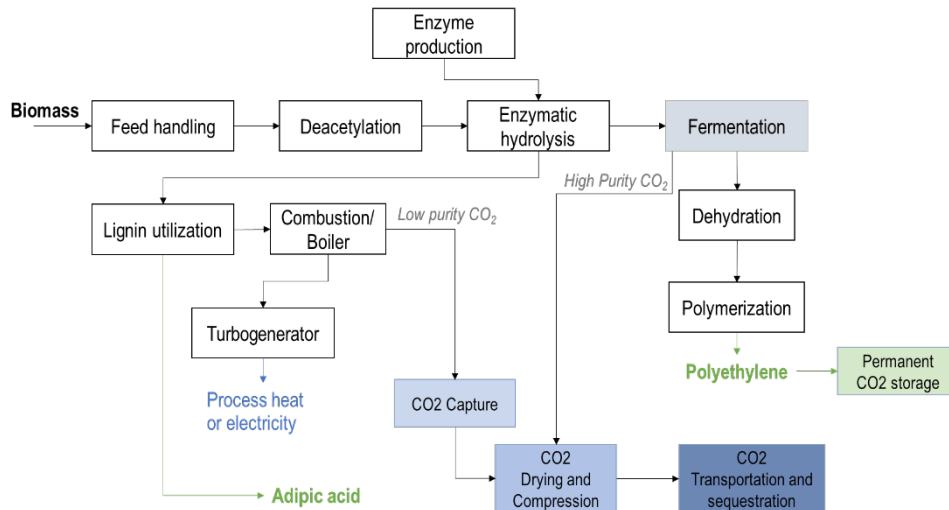 Enzyme
production
Biomass
Feed handling
Deacetylation
Enzymatic
hydrolysis
Fermentation
High Purity CO₂
Lignin utilization
Combustion/
Boiler
Low purity CO₂
Dehydration
Turbogenerator
Polymerization
Process heat
or electricity
Polyethylene
Permanent
CO2 storage
CO2 Capture
CO2
Drying and
Compression
CO2
Transportation and
sequestration
Adipic acid